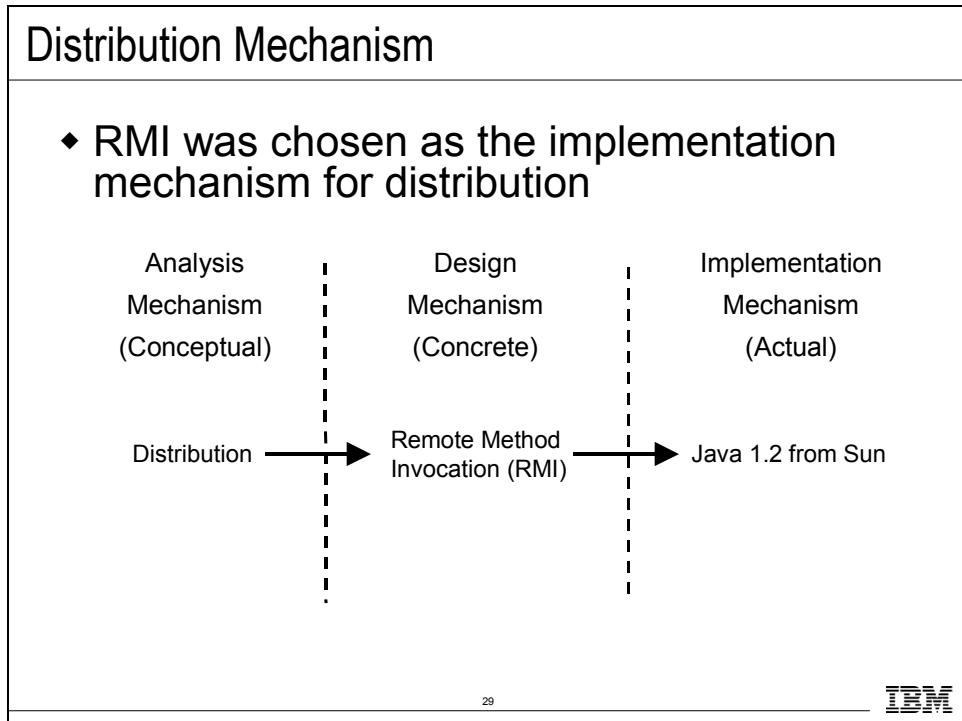 Distribution Mechanism
◆ RMI was chosen as the implementation
mechanism for distribution
Analysis
Mechanism
(Conceptual)
Design
Mechanism
(Concrete)
Implementation
Mechanism
(Actual)
Distribution
Remote Method
Invocation (RMI)
Java 1.2 from Sun
29
IBM